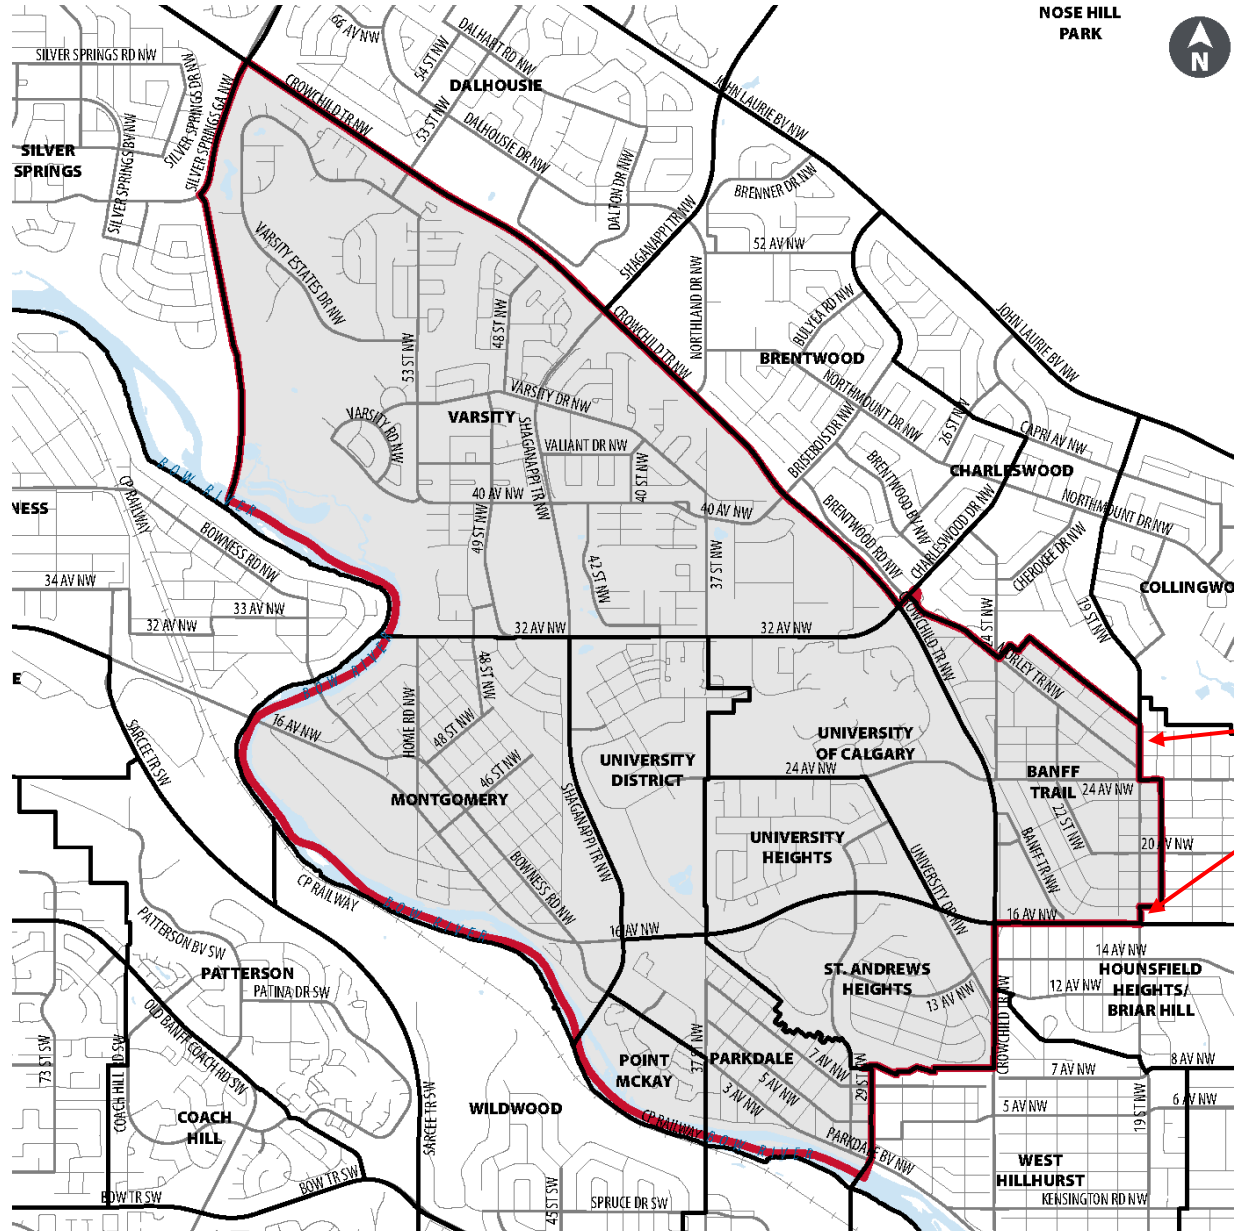 NOSE HILL
PARK
N
66 AV NW
DALHART RD NW
54 ST NW
SILVER SPRINGS RD NW
SILVER SPRINGS DR NW
SILVER SPRINGS GA NW
SILVER SPRINGS BV NW
SILVER
SPRINGS
CROWCHILD TR NW
53 ST NW
DALHOUSIE
DALHOUSIE DR NW
DALTON DR NW
JOHN LAURIE BV NW
BRENNER DR NW
SHAGANAPPI TR NW
52 AV NW
VARSITY ESTATES DR NW
NORTHLAND DR NW
BULYEA RD NW
JOHN LAURIE BV NW
48 ST NW
CROWCHILD TR NW
53 ST NW
BRENTWOOD
NORTHMOUNT DR NW
VARSITY DR NW
VARSITY RD NW
VARSITY
SHAGANAPPI TR NW
VALIANT DR NW
BRISEBOIS DR NW
26 ST NW
CAPRI AV NW
CHARLESWOOD
BRENTWOOD BV NW
NORTHMOUNT DR NW
CHARLESWOOD DR NW
BRENTWOOD RD NW
40 AV NW
40 ST NW
40 AV NW
BOW RIVER
CP RAILWAY
NESS
BOWNESS RD NW
49 ST NW
42 ST NW
37 ST NW
CHEROKEE DR NW
COLLINGWO
19 ST NW
34 AV NW
33 AV NW
32 AV NW
32 AV NW
32 AV NW
CROWCHILD TR NW
24 ST NW
MORLEY TR NW
BOW RIVER
48 ST NW
E
SARCEE TR SW
16 AV NW
HOME RD NW
48 ST NW
46 ST NW
MONTGOMERY
UNIVERSITY
DISTRICT
UNIVERSITY
OF CALGARY
24 AV NW
BANFF
TRAIL
24 AV NW
22 ST NW
20 AV NW
BANFF TR NW
SHAGANAPPI TR NW
UNIVERSITY
HEIGHTS
UNIVERSITY DR NW
BOWNESS RD NW
CP RAILWAY
BOW RIVER
16 AV NW
16 AV NW
PATTERSON BV SW
PATTERSON
PATINA DR SW
OLD BANFF COACH RD SW
ST. ANDREWS
HEIGHTS
13 AV NW
14 AV NW
HOUNSFIELD
HEIGHTS/
BRIAR HILL
12 AV NW
CROWCHILD TR NW
8 AV NW
7 AV NW
73 ST SW
COACH HILL RD SW
COACH
HILL
SARCEE TR SW
WILDWOOD
POINT
MCKAY
37 ST NW
PARKDALE
7 AV NW
5 AV NW
3 AV NW
29 ST NW
5 AV NW
19 ST NW
6 AV NW
CP RAILWAY
BOW RIVER
PARKDALE BV NW
WEST
HILLHURST
BOW TR SW
BOW TR SW
45 ST SW
SPRUCE DR SW
KENSINGTON RD NW